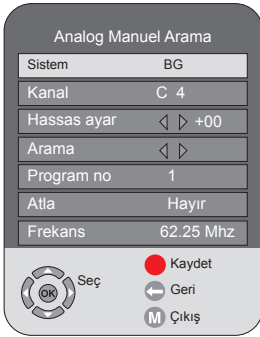 Analog Manuel Arama
Sistem BG
Kanal C 4
Hassas ayar +00
Arama
Program no 1
Atla Hayır
Frekans 62.25 Mhz
OK Seç
Kaydet
Geri
M Çıkış